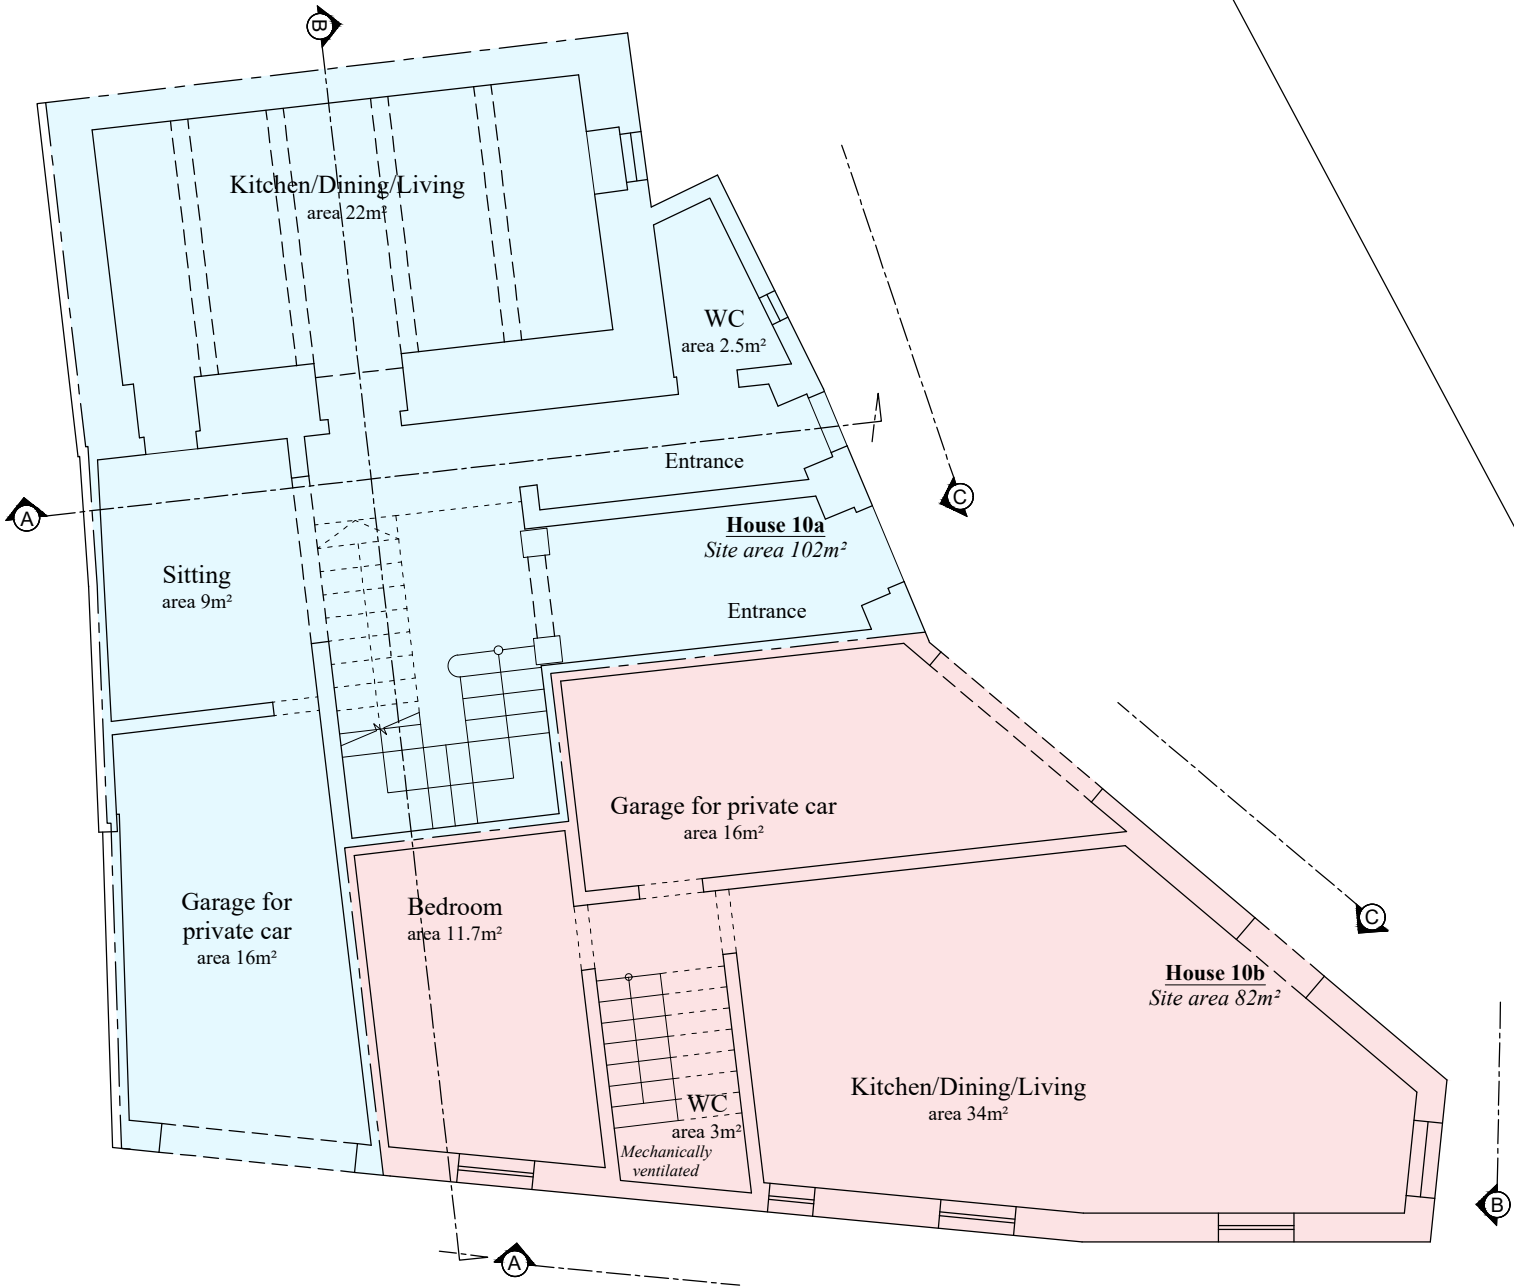 B
Kitchen/Dining/Living
area 22m²
WC
area 2.5m²
Entrance
A
C
House 10a
Site area 102m²
Sitting
area 9m²
Entrance
Garage for private car
area 16m²
Garage for
private car
area 16m²
Bedroom
area 11.7m²
C
House 10b
Site area 82m²
Kitchen/Dining/Living
area 34m²
WC
area 3m²
Mechanically
ventilated
B
A